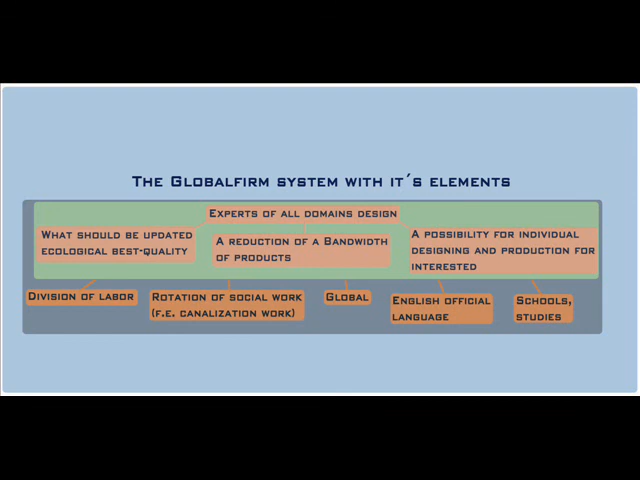 The Globalfirm system with it´s elements
Experts of all domains design
What should be updated
ecological best-quality
A reduction of a Bandwidth
of products
A possibility for individual
designing and production for
interested
Division of labor
Rotation of social work
(f.e. canalization work)
Global
English official
language
Schools,
studies